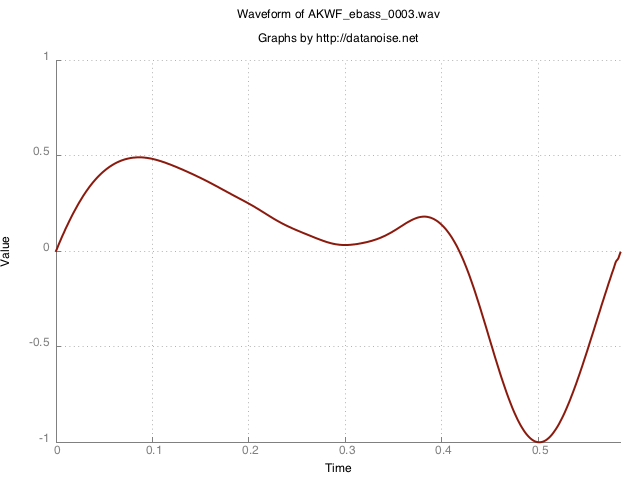 Waveform of AKWF_ebass_0003.wav
Graphs by http://datanoise.net
1
0.5
0
-0.5
-1
Value
0 0.1 0.2 0.3 0.4 0.5
Time